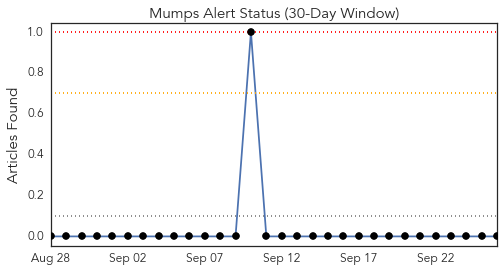 Mumps Alert Status (30-Day Window)
Articles Found
1.0
0.8
0.6
0.4
0.2
0.0
Aug 28 Sep 02 Sep 07 Sep 12 Sep 17 Sep 22